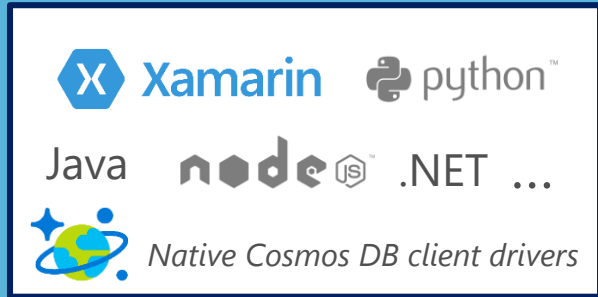 X Xamarin python™
Java node JS™ .NET ...
Native Cosmos DB client drivers